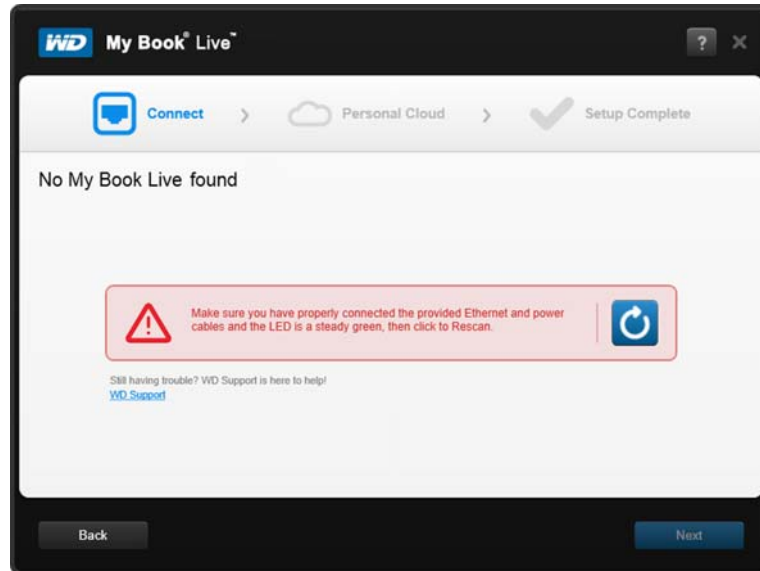 WD My Book® Live™ ?
Connect > Personal Cloud > Setup Complete
No My Book Live found
Make sure you have properly connected the provided Ethernet and power
cables and the LED is a steady green, then click to Rescan.
Still having trouble? WD Support is here to help!
WD Support
Back Next